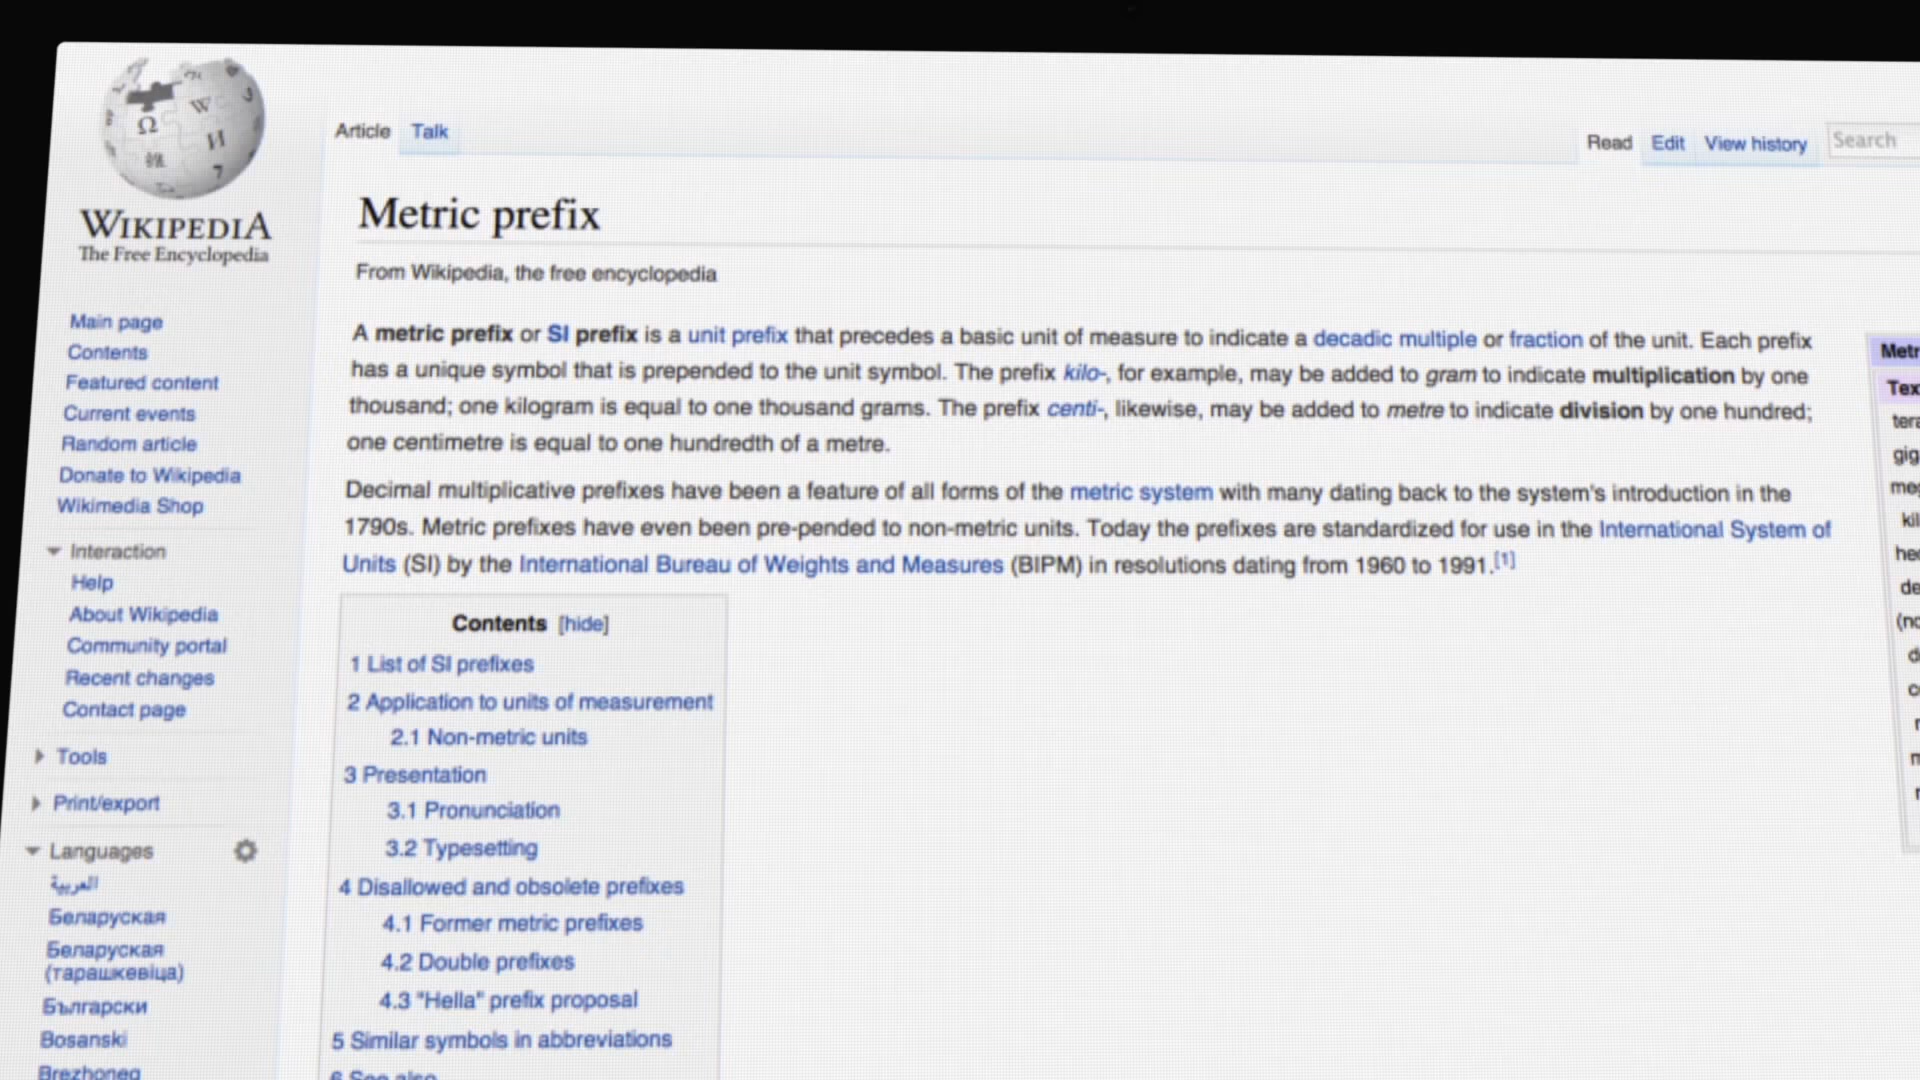 Ω
W
И
7
WIKIPEDIA
The Free Encyclopedia
Main page
Contents
Featured content
Current events
Random article
Donate to Wikipedia
Wikimedia Shop
Interaction
Help
About Wikipedia
Community portal
Recent changes
Contact page
Tools
Print/export
Languages
العربية
Беларуская
Беларуская
(тарашкевіца)
Български
Bosanski
Brezhoneg
Article Talk
Read Edit View history Search
Metric prefix
From Wikipedia, the free encyclopedia
A metric prefix or SI prefix is a unit prefix that precedes a basic unit of measure to indicate a decadic multiple or fraction of the unit. Each prefix
has a unique symbol that is prepended to the unit symbol. The prefix kilo-, for example, may be added to gram to indicate multiplication by one
thousand; one kilogram is equal to one thousand grams. The prefix centi-, likewise, may be added to metre to indicate division by one hundred;
one centimetre is equal to one hundredth of a metre.
Decimal multiplicative prefixes have been a feature of all forms of the metric system with many dating back to the system's introduction in the
1790s. Metric prefixes have even been pre-pended to non-metric units. Today the prefixes are standardized for use in the International System of
Units (SI) by the International Bureau of Weights and Measures (BIPM) in resolutions dating from 1960 to 1991.[1]
Contents [hide]
1 List of SI prefixes
2 Application to units of measurement
2.1 Non-metric units
3 Presentation
3.1 Pronunciation
3.2 Typesetting
4 Disallowed and obsolete prefixes
4.1 Former metric prefixes
4.2 Double prefixes
4.3 "Hella" prefix proposal
5 Similar symbols in abbreviations
6 See also